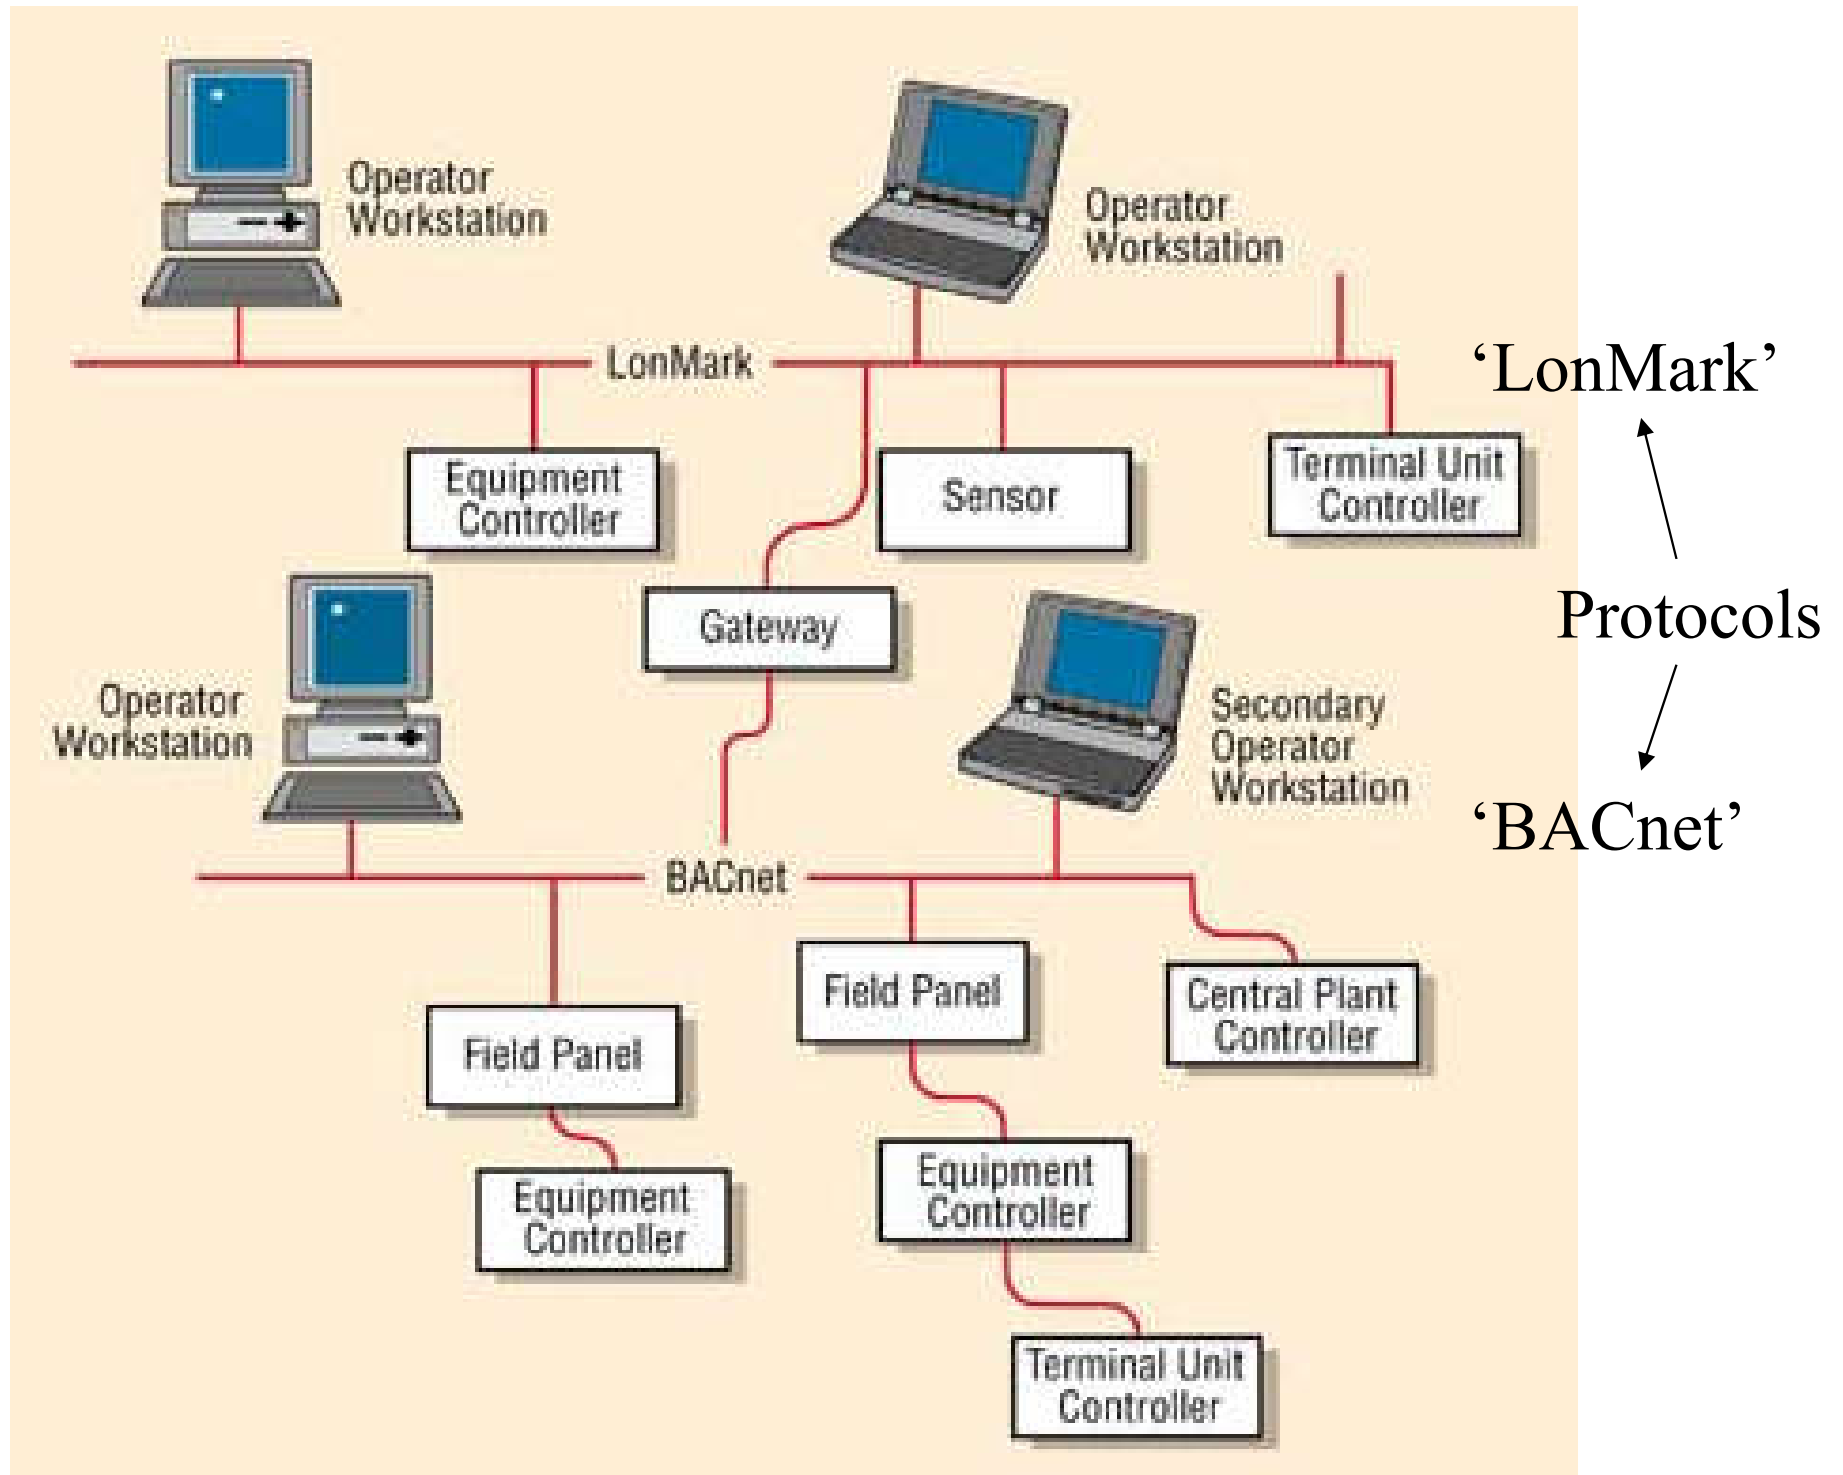 Operator
Workstation
Operator
Workstation
LonMark
‘LonMark’
Equipment
Controller
Sensor
Terminal Unit
Controller
Gateway
Protocols
Operator
Workstation
Secondary
Operator
Workstation
‘BACnet’
BACnet
Field Panel
Field Panel
Central Plant
Controller
Equipment
Controller
Equipment
Controller
Terminal Unit
Controller